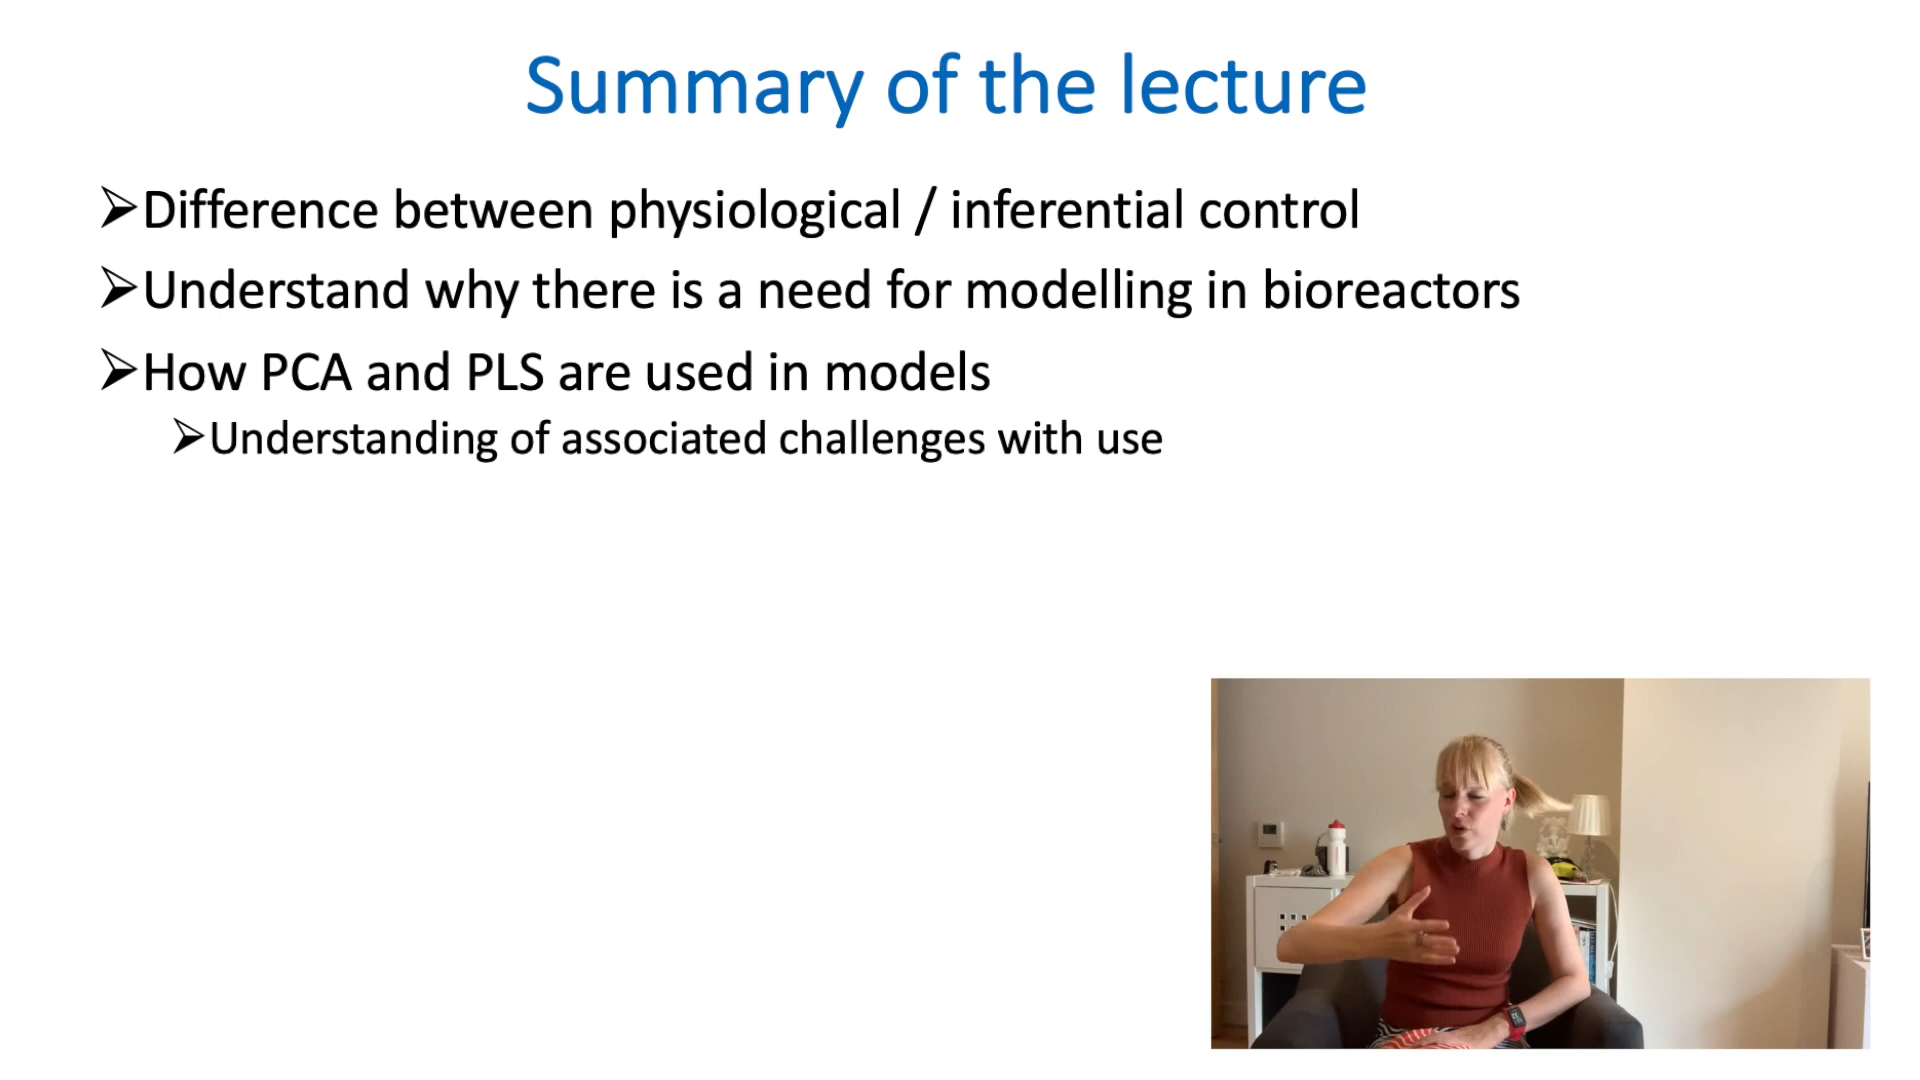 Summary of the lecture
➢Difference between physiological / inferential control
➢Understand why there is a need for modelling in bioreactors
➢How PCA and PLS are used in models
➢Understanding of associated challenges with use